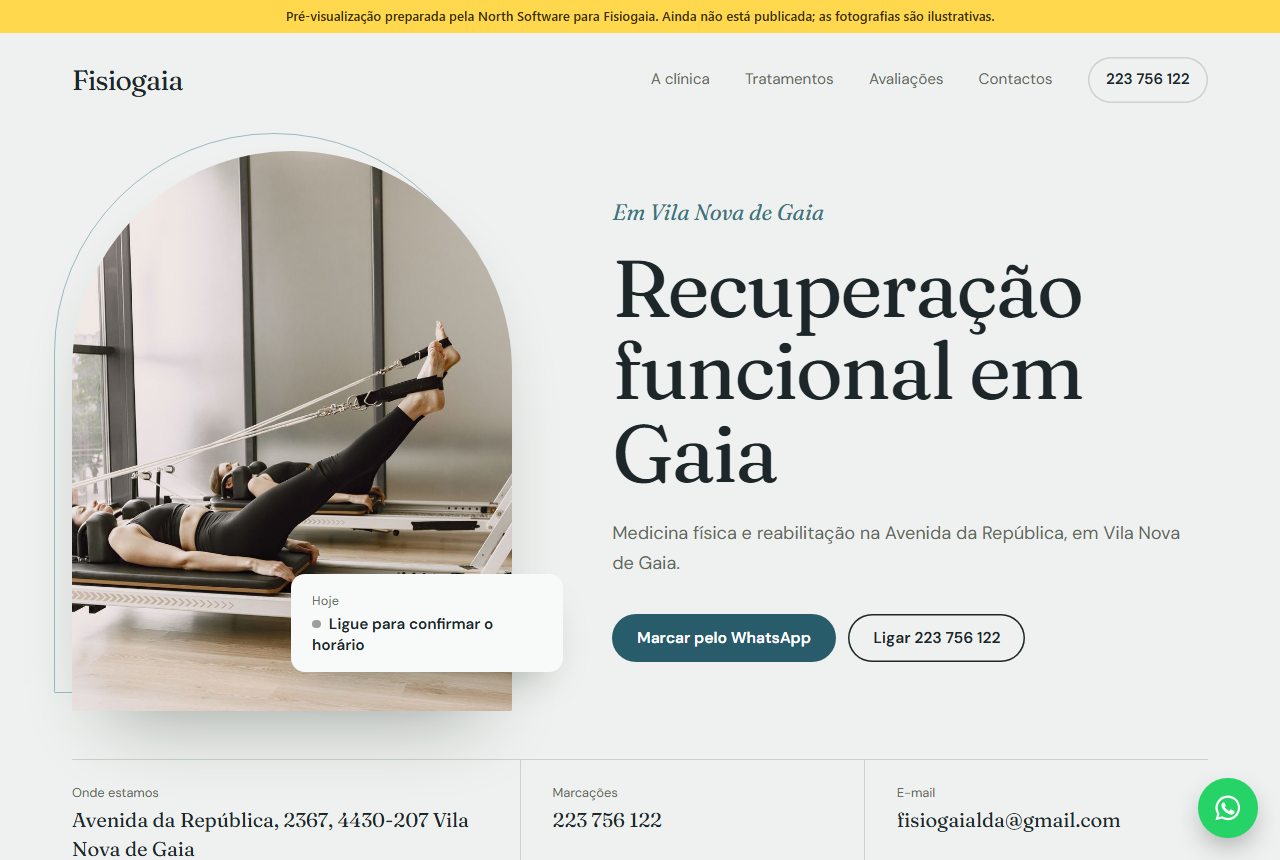 Pré-visualização preparada pela North Software para Fisiogaia. Ainda não está publicada; as fotografias são ilustrativas.
Fisiogaia
A clínica
Tratamentos
Avaliações
Contactos
223 756 122
Em Vila Nova de Gaia
Recuperação
funcional em
Gaia
Medicina física e reabilitação na Avenida da República, em Vila Nova
de Gaia.
Hoje
Ligue para confirmar o
horário
Marcar pelo WhatsApp
Ligar 223 756 122
Onde estamos
Avenida da República, 2367, 4430-207 Vila
Nova de Gaia
Marcações
223 756 122
E-mail
fisiogaialda@gmail.com